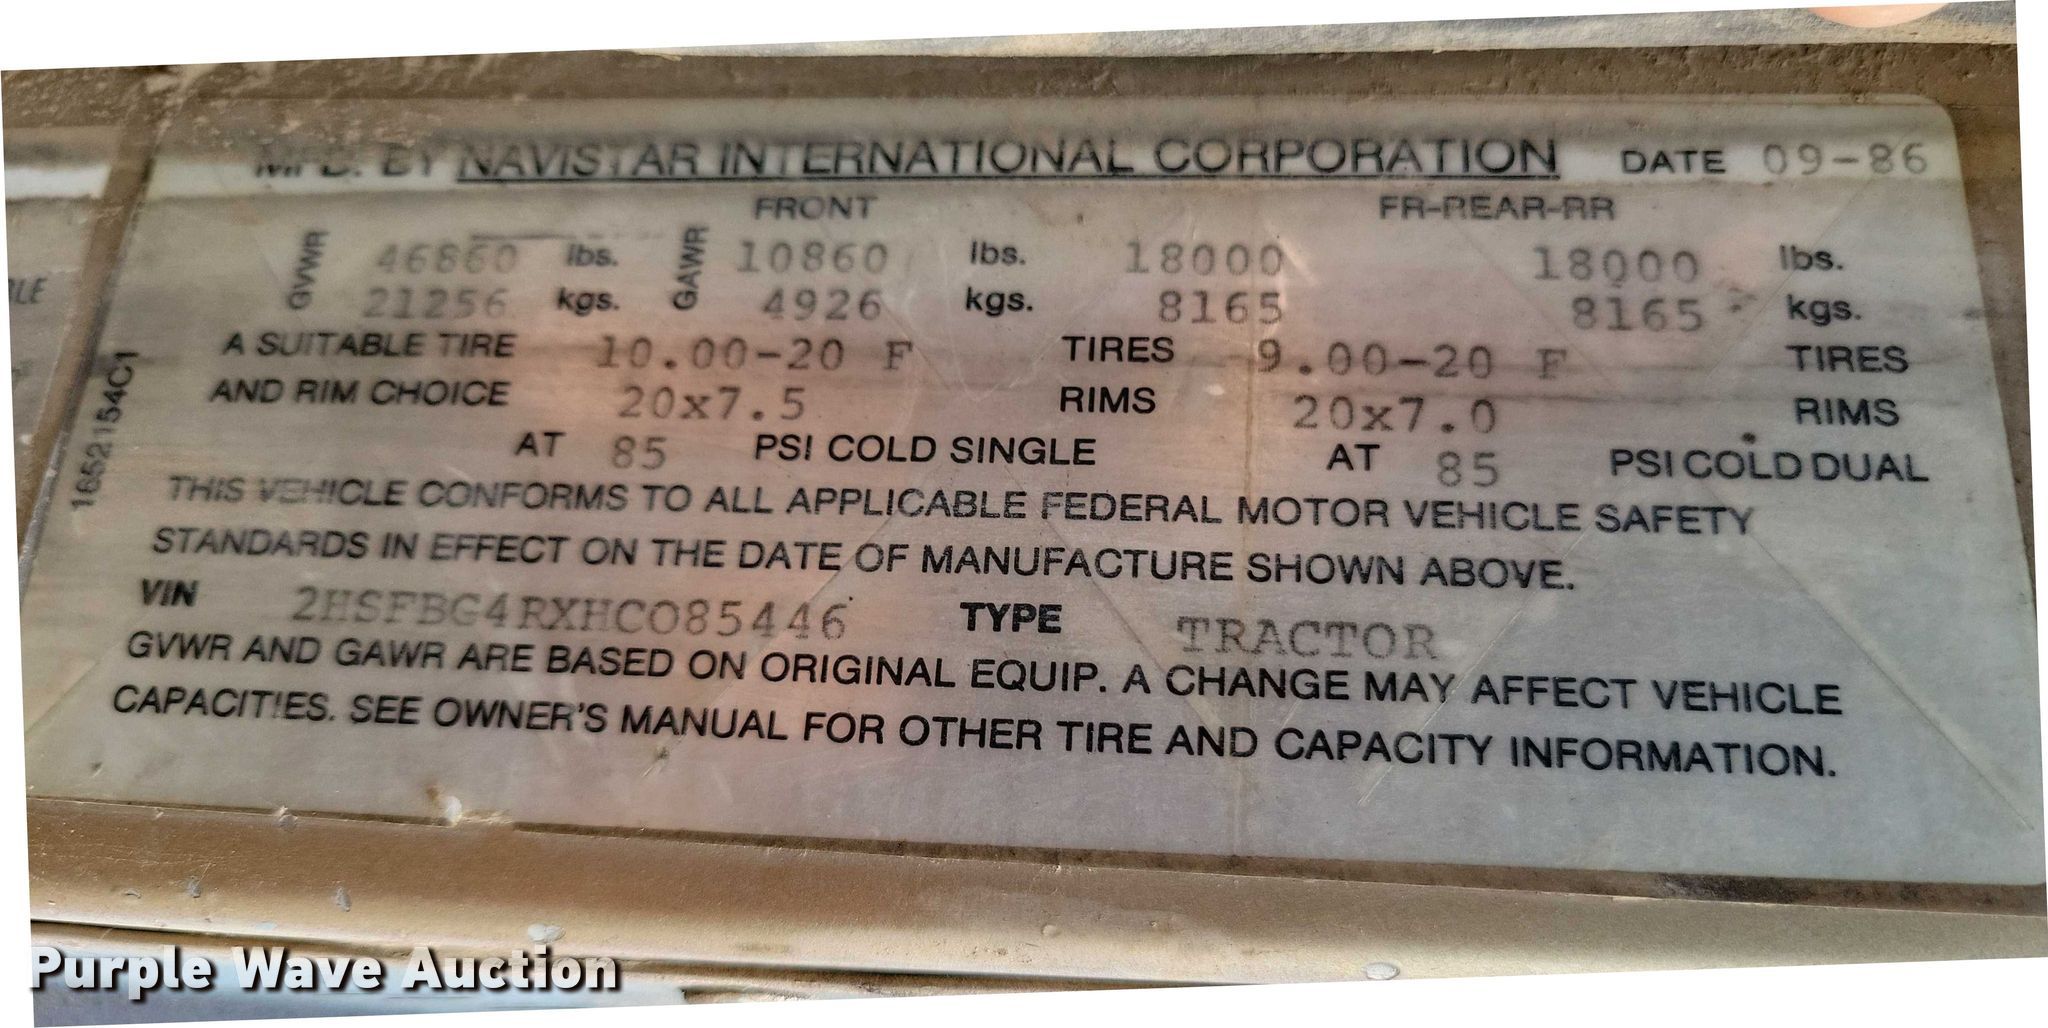 MFD. BY NAVISTAR INTERNATIONAL CORPORATION DATE 09-86
FRONT FR-REAR-RR
GVWR 46860 lbs. GAWR 10860 lbs. 18000 18000 lbs.
21256 kgs. 4926 kgs. 8165 8165 kgs.
A SUITABLE TIRE 10.00-20 F TIRES 9.00-20 F TIRES
AND RIM CHOICE 20x7.5 RIMS 20x7.0 RIMS
AT 85 PSI COLD SINGLE AT 85 PSI COLD DUAL
THIS VEHICLE CONFORMS TO ALL APPLICABLE FEDERAL MOTOR VEHICLE SAFETY
STANDARDS IN EFFECT ON THE DATE OF MANUFACTURE SHOWN ABOVE.
VIN 2HSFBG4RXHC085446 TYPE TRACTOR
GVWR AND GAWR ARE BASED ON ORIGINAL EQUIP. A CHANGE MAY AFFECT VEHICLE
CAPACITIES. SEE OWNER'S MANUAL FOR OTHER TIRE AND CAPACITY INFORMATION.
1652154C1
Purple Wave Auction